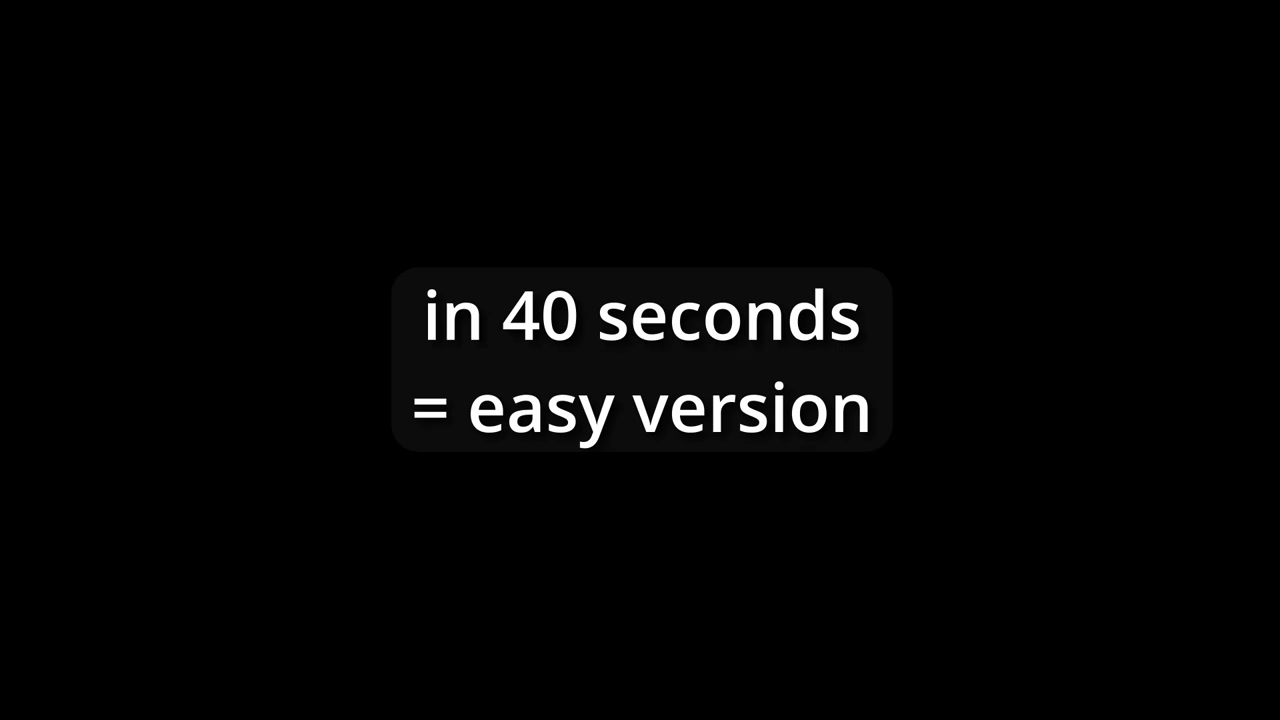 in 40 seconds
= easy version